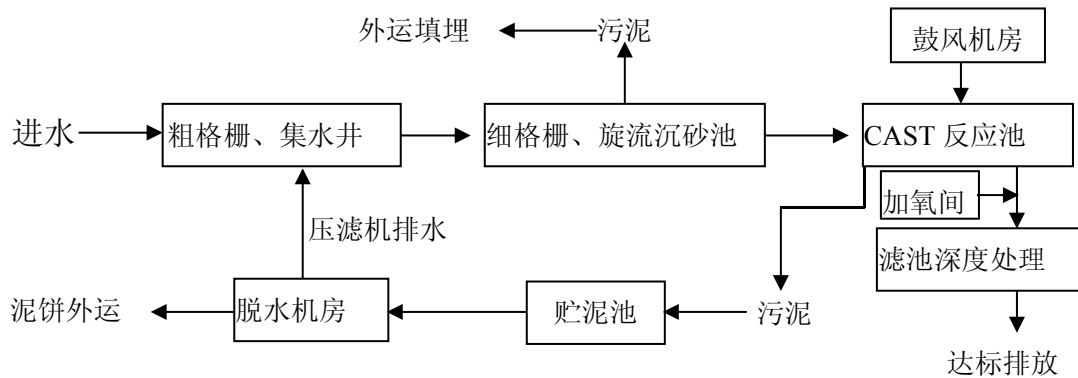 外运填埋
污泥
鼓风机房
进水
粗格栅、集水井
细格栅、旋流沉砂池
CAST 反应池
加氧间
压滤机排水
滤池深度处理
泥饼外运
脱水机房
贮泥池
污泥
达标排放